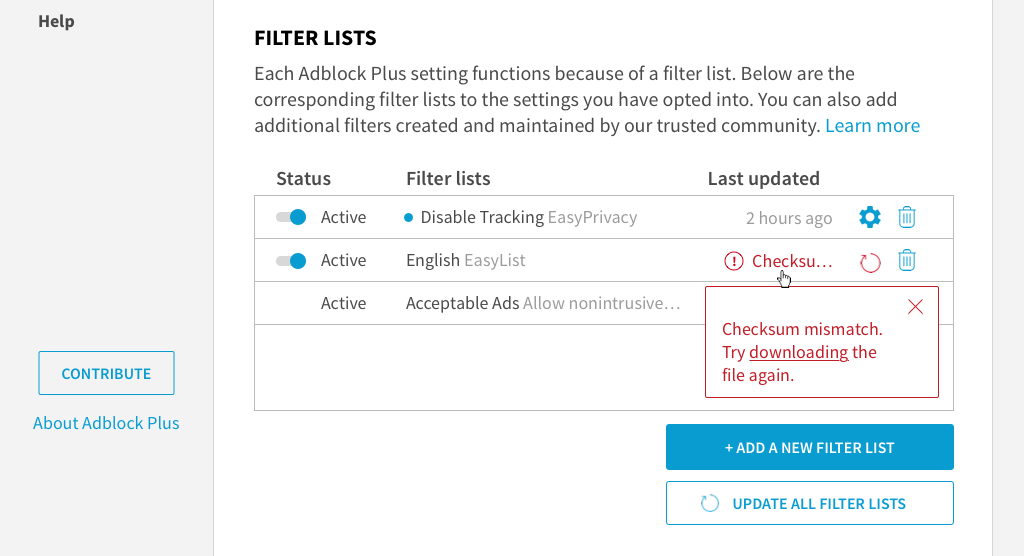 Help
FILTER LISTS
Each Adblock Plus setting functions because of a filter list. Below are the
corresponding filter lists to the settings you have opted into. You can also add
additional filters created and maintained by our trusted community. Learn more
Status Filter lists Last updated
Active Disable Tracking EasyPrivacy 2 hours ago
Active English EasyList Checksu...
Active Acceptable Ads Allow nonintrusive...
Checksum mismatch.
Try downloading the
file again.
CONTRIBUTE
About Adblock Plus
+ ADD A NEW FILTER LIST
UPDATE ALL FILTER LISTS